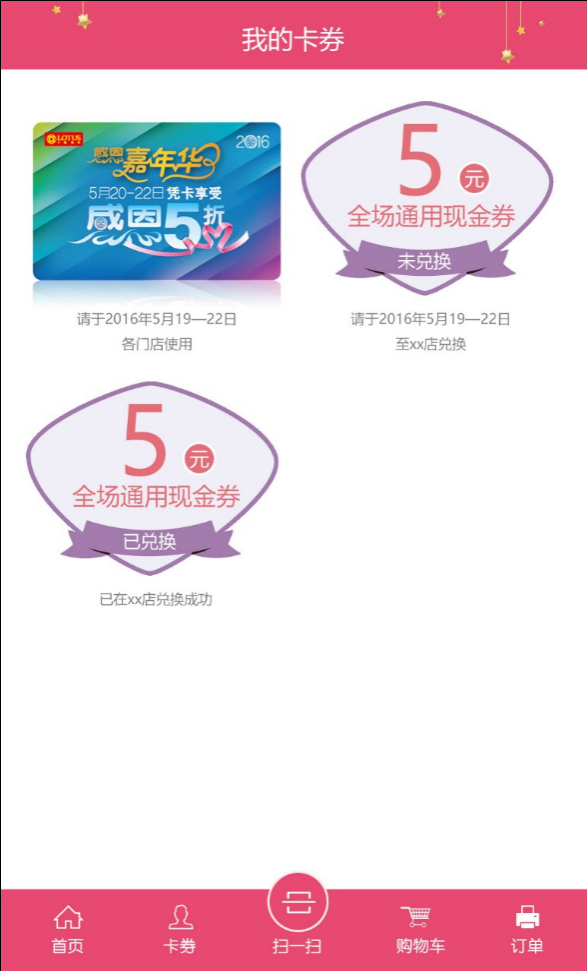 我的卡券
LOTUS
2016
感恩嘉年华
5月20-22日凭卡享受
感恩5折
请于2016年5月19—22日
各门店使用
5元
全场通用现金券
未兑换
请于2016年5月19—22日
至xx店兑换
5元
全场通用现金券
已兑换
已在xx店兑换成功
首页
卡券
扫一扫
购物车
订单